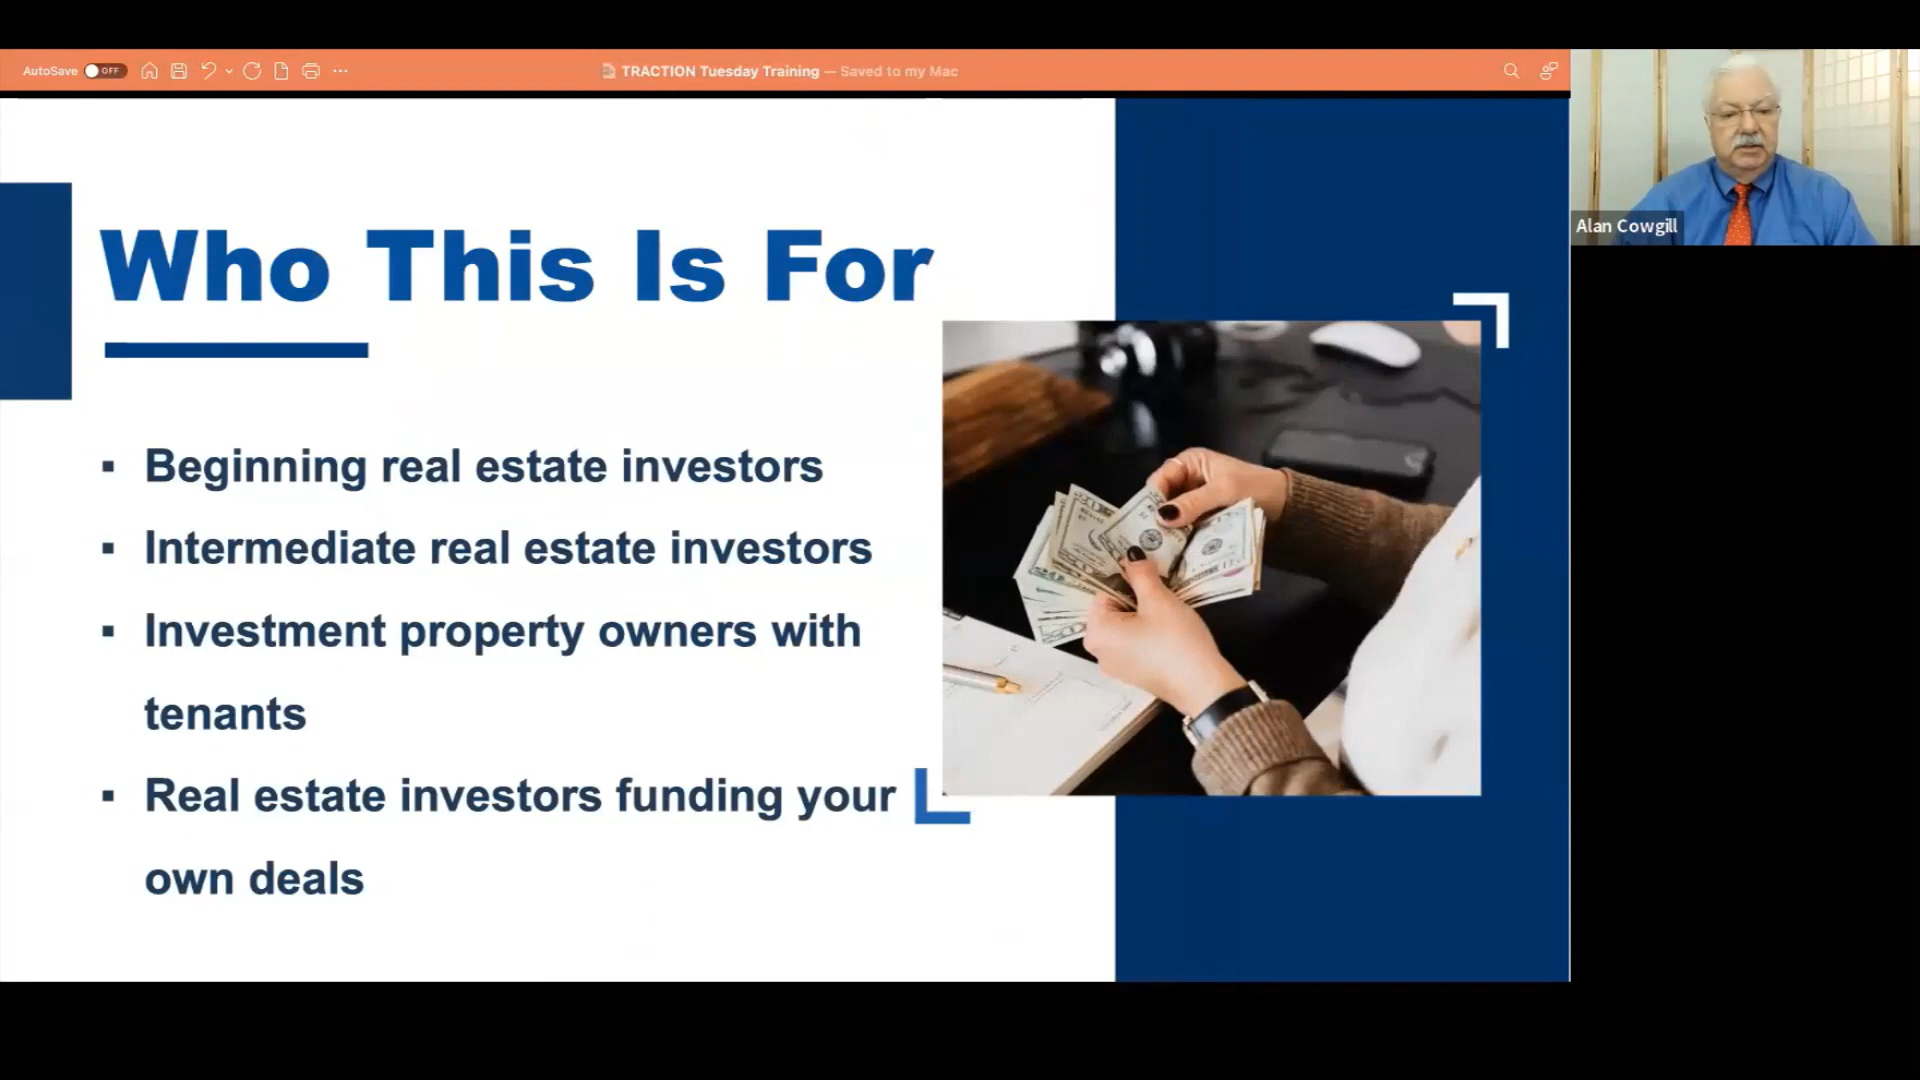 AutoSave OFF
TRACTION Tuesday Training — Saved to my Mac
Alan Cowgill
Who This Is For
▪ Beginning real estate investors
▪ Intermediate real estate investors
▪ Investment property owners with
tenants
▪ Real estate investors funding your
own deals